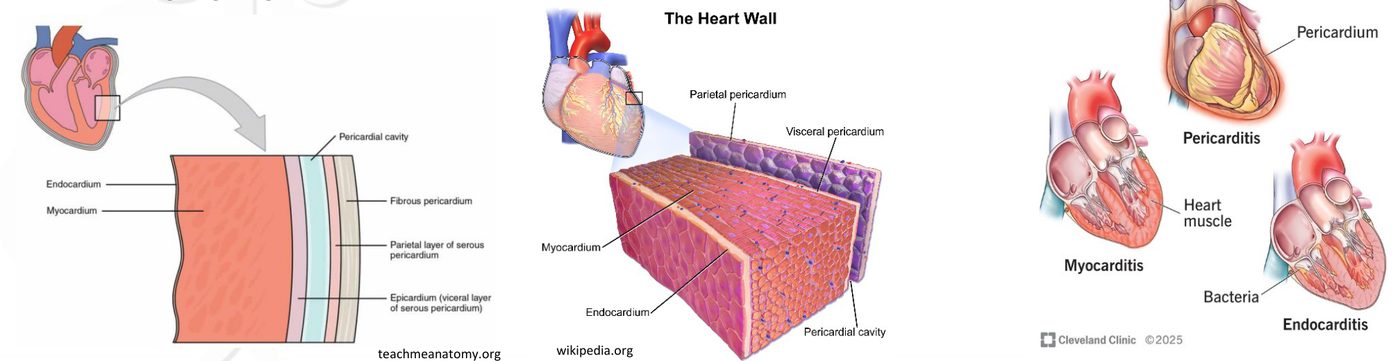 Pericardial cavity
Endocardium
Myocardium
Fibrous pericardium
Parietal layer of serous
pericardium
Epicardium (viceral layer
of serous pericardium)
teachmeanatomy.org
The Heart Wall
Parietal pericardium
Visceral pericardium
Myocardium
Endocardium
Pericardial cavity
wikipedia.org
Pericardium
Pericarditis
Heart
muscle
Myocarditis
Bacteria
Endocarditis
Cleveland Clinic ©2025